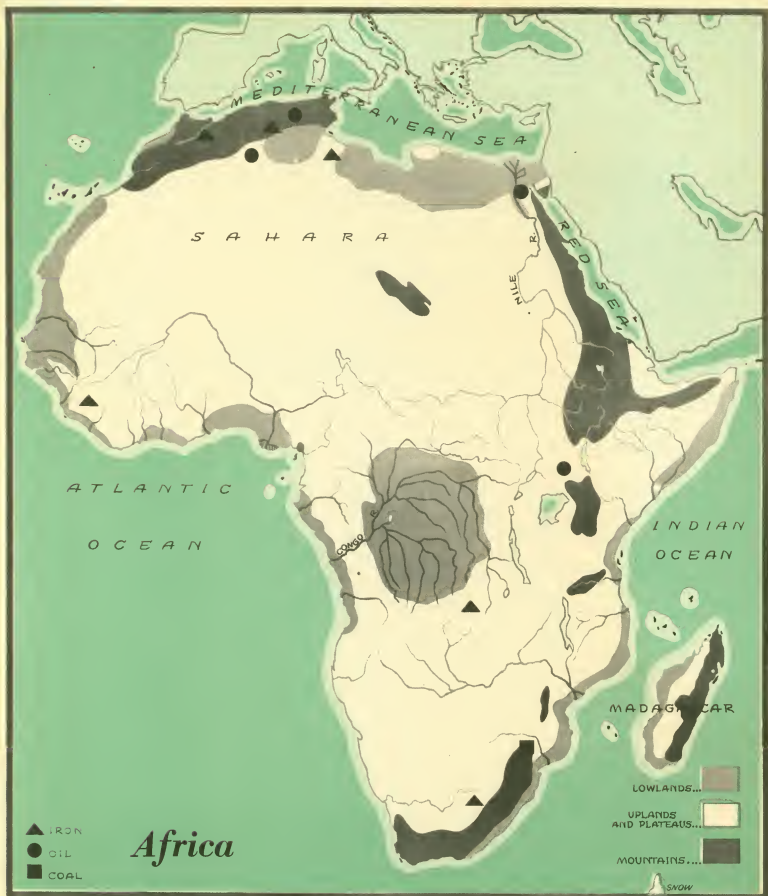 MEDITERRANEAN SEA
SAHARA
NILE R.
RED SEA
ATLANTIC
OCEAN
CONGO R.
INDIAN
OCEAN
MADAGASCAR
LOWLANDS...
UPLANDS
AND PLATEAUS...
MOUNTAINS....
SNOW
IRON
OIL
COAL
Africa